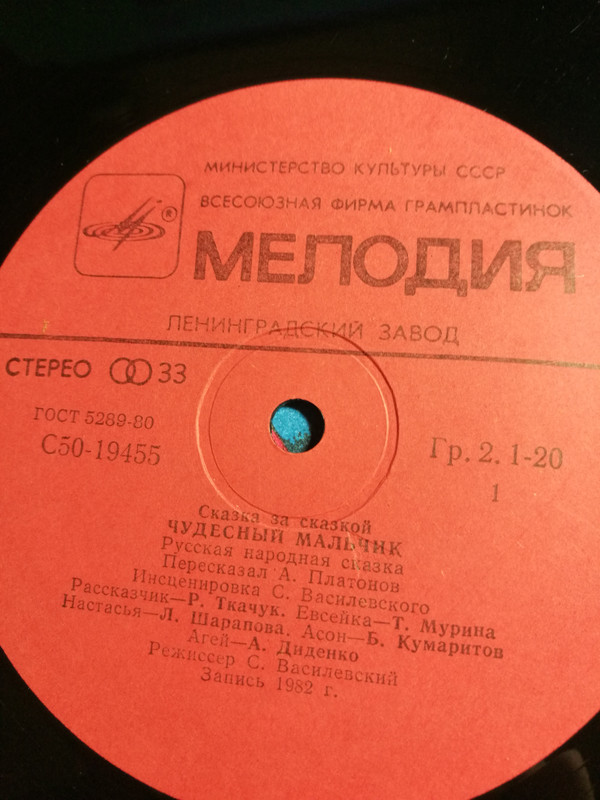 МИНИСТЕРСТВО КУЛЬТУРЫ СССР
ВСЕСОЮЗНАЯ ФИРМА ГРАМПЛАСТИНОК
®
МЕЛОДИЯ
ЛЕНИНГРАДСКИЙ ЗАВОД
СТЕРЕО 33
ГОСТ 5289-80
С50-19455
Гр. 2. 1-20
1
Сказка за сказкой
ЧУДЕСНЫЙ МАЛЬЧИК
Русская народная сказка
Пересказал А. Платонов
Инсценировка С. Василевского
Рассказчик—Р. Ткачук. Евсейка—Т. Мурина
Настасья—Л. Шарапова. Асон—Б. Кумаритов
Агей—А. Диденко
Режиссер С. Василевский
Запись 1982 г.